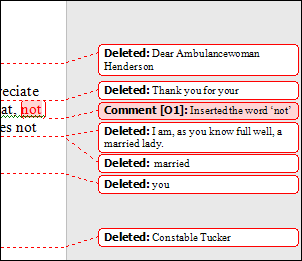 Deleted: Dear Ambulancewoman
Henderson
reciate
Deleted: Thank you for your
at, not
Comment [O1]: Inserted the word ‘not’
es not
Deleted: I am, as you know full well, a
married lady.
Deleted: married
Deleted: you
Deleted: Constable Tucker